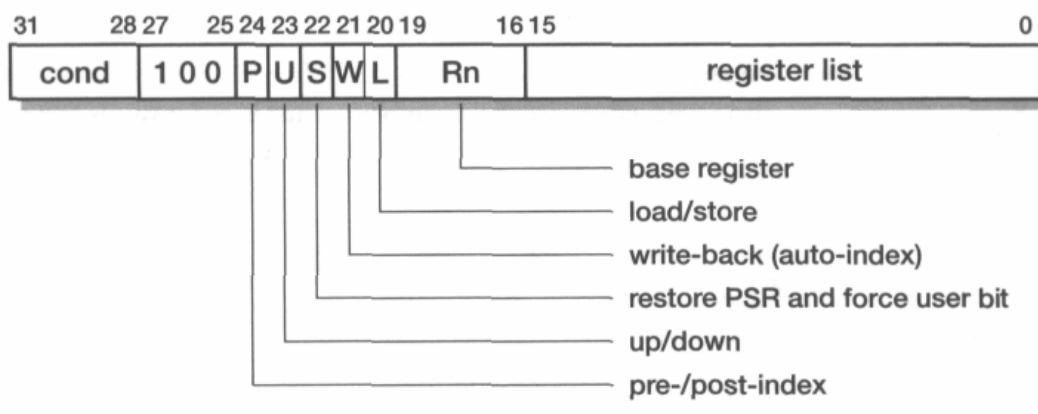 31 28 27 25 24 23 22 21 20 19 16 15 0
cond 1 0 0 P U S W L Rn register list
base register
load/store
write-back (auto-index)
restore PSR and force user bit
up/down
pre-/post-index